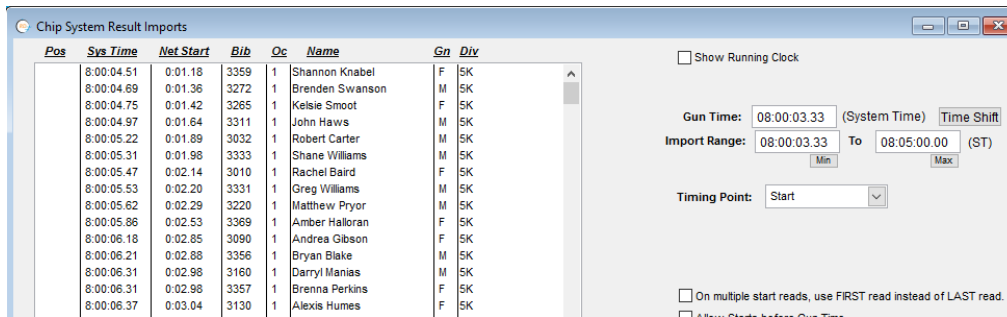 Chip System Result Imports
Pos Sys Time Net Start Bib Oc Name Gn Div
8:00:04.51 0:01.18 3359 1 Shannon Knabel F 5K
8:00:04.69 0:01.36 3272 1 Brenden Swanson M 5K
8:00:04.75 0:01.42 3265 1 Kelsie Smoot F 5K
8:00:04.97 0:01.64 3311 1 John Haws M 5K
8:00:05.22 0:01.89 3032 1 Robert Carter M 5K
8:00:05.31 0:01.98 3333 1 Shane Williams M 5K
8:00:05.47 0:02.14 3010 1 Rachel Baird F 5K
8:00:05.53 0:02.20 3331 1 Greg Williams M 5K
8:00:05.62 0:02.29 3220 1 Matthew Pryor M 5K
8:00:05.86 0:02.53 3369 1 Amber Halloran F 5K
8:00:06.18 0:02.85 3090 1 Andrea Gibson F 5K
8:00:06.21 0:02.88 3356 1 Bryan Blake M 5K
8:00:06.31 0:02.98 3160 1 Darryl Manias M 5K
8:00:06.31 0:02.98 3357 1 Brenna Perkins F 5K
8:00:06.37 0:03.04 3130 1 Alexis Humes F 5K
Show Running Clock
Gun Time: 08:00:03.33 (System Time) Time Shift
Import Range: 08:00:03.33 To 08:05:00.00 (ST)
Min Max
Timing Point: Start
On multiple start reads, use FIRST read instead of LAST read.
Allow Starts before Gun Time